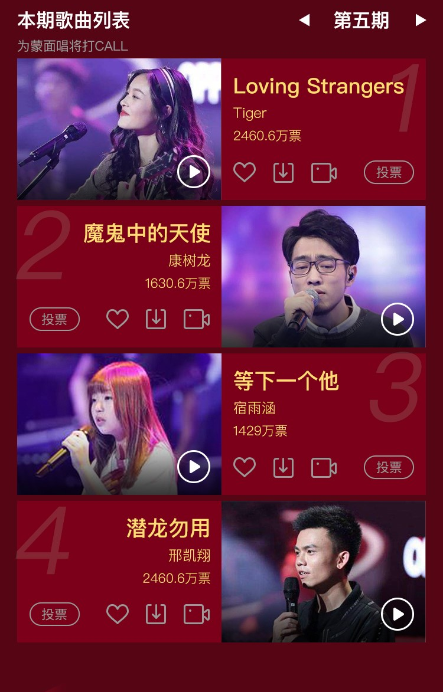 本期歌曲列表
第五期
为蒙面唱将打CALL
1
Loving Strangers
Tiger
2460.6万票
投票
2
魔鬼中的天使
康树龙
1630.6万票
投票
3
等下一个他
宿雨涵
1429万票
投票
4
潜龙勿用
邢凯翔
2460.6万票
投票